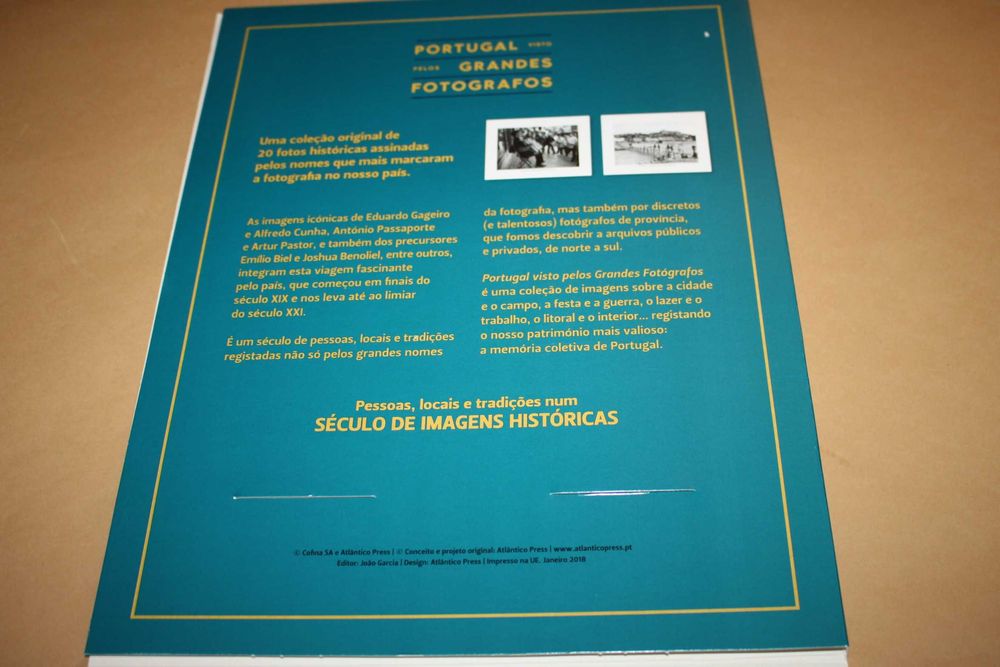 PORTUGAL VISTO
PELOS GRANDES
FOTOGRAFOS
Uma coleção original de
20 fotos históricas assinadas
pelos nomes que mais marcaram
a fotografia no nosso país.
As imagens icónicas de Eduardo Gageiro
e Alfredo Cunha, António Passaporte
e Artur Pastor, e também dos precursores
Emílio Biel e Joshua Benoliel, entre outros,
integram esta viagem fascinante
pelo país, que começou em finais do
século XIX e nos leva até ao limiar
do século XXI.
É um século de pessoas, locais e tradições
registadas não só pelos grandes nomes
da fotografia, mas também por discretos
(e talentosos) fotógrafos de província,
que fomos descobrir a arquivos públicos
e privados, de norte a sul.
Portugal visto pelos Grandes Fotógrafos
é uma coleção de imagens sobre a cidade
e o campo, a festa e a guerra, o lazer e o
trabalho, o litoral e o interior... registando
o nosso património mais valioso:
a memória coletiva de Portugal.
Pessoas, locais e tradições num
SÉCULO DE IMAGENS HISTÓRICAS
© Cofina SA e Atlântico Press | © Conceito e projeto original: Atlântico Press | www.atlanticopress.pt
Editor: João Garcia | Design: Atlântico Press | Impresso na UE. Janeiro 2018